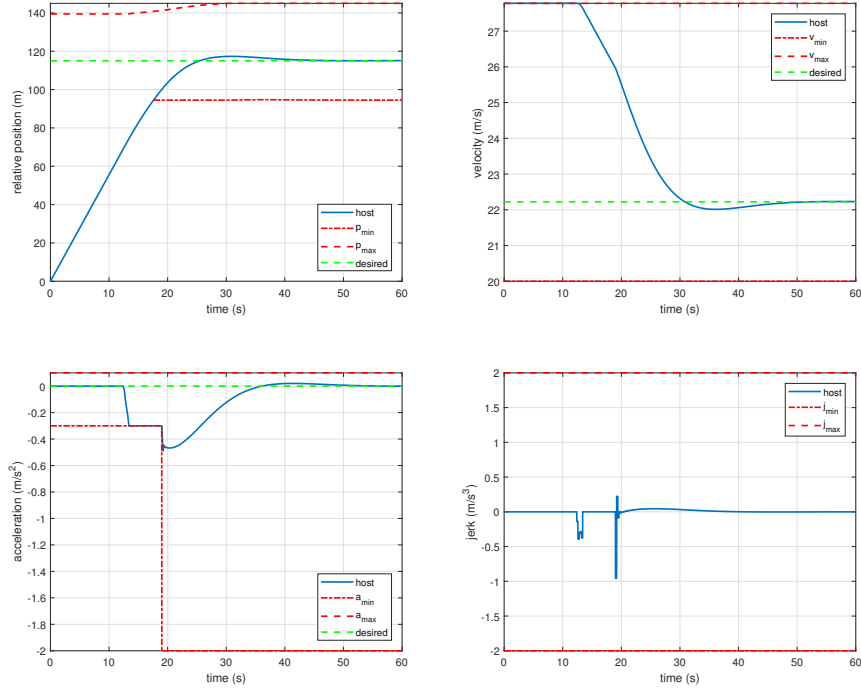 140
120
100
80
60
40
20
0
relative position (m)
host
p_min
p_max
desired
0 10 20 30 40 50 60
time (s)
27
26
25
24
23
22
21
20
velocity (m/s)
host
v_min
v_max
desired
0 10 20 30 40 50 60
time (s)
0
-0.2
-0.4
-0.6
-0.8
-1
-1.2
-1.4
-1.6
-1.8
-2
acceleration (m/s²)
host
a_min
a_max
desired
0 10 20 30 40 50 60
time (s)
2
1.5
1
0.5
0
-0.5
-1
-1.5
-2
jerk (m/s³)
host
j_min
j_max
0 10 20 30 40 50 60
time (s)